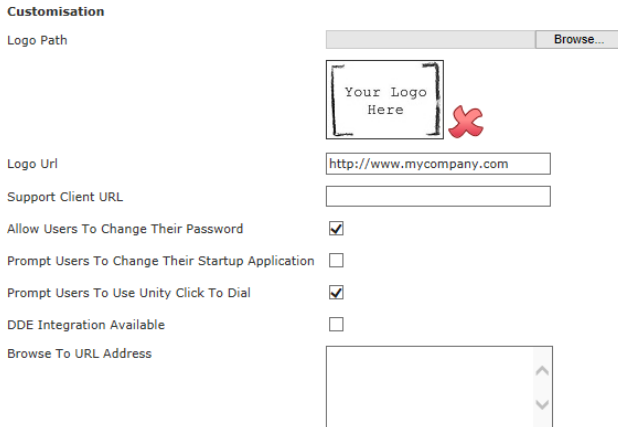 Customisation
Logo Path
Browse...
Your Logo
Here
Logo Url
http://www.mycompany.com
Support Client URL
Allow Users To Change Their Password
Prompt Users To Change Their Startup Application
Prompt Users To Use Unity Click To Dial
DDE Integration Available
Browse To URL Address